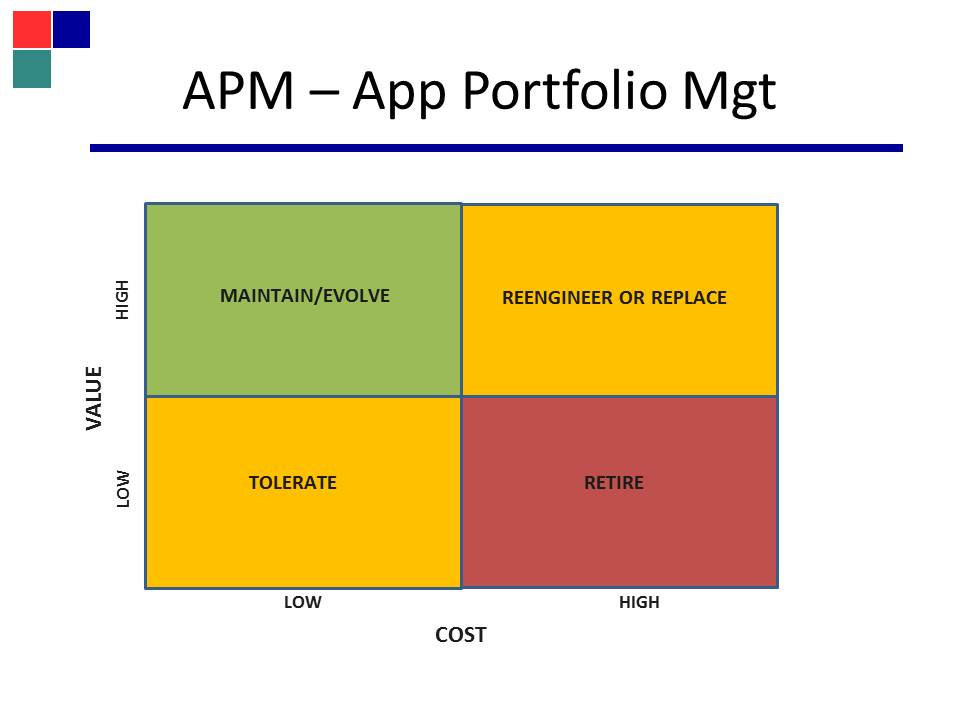 APM – App Portfolio Mgt
HIGH
MAINTAIN/EVOLVE
REENGINEER OR REPLACE
VALUE
LOW
TOLERATE
RETIRE
LOW
HIGH
COST